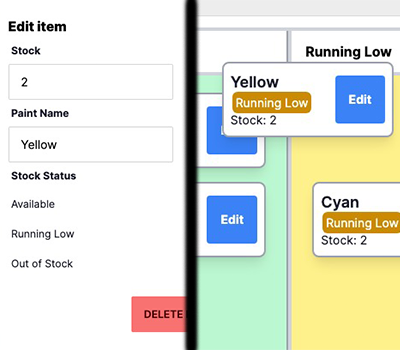 Edit item
Stock
2
Paint Name
Yellow
Stock Status
Available
Running Low
Out of Stock
DELETE
Running Low
Yellow
Running Low
Stock: 2
Edit
Edit
Cyan
Running Low
Stock: 2